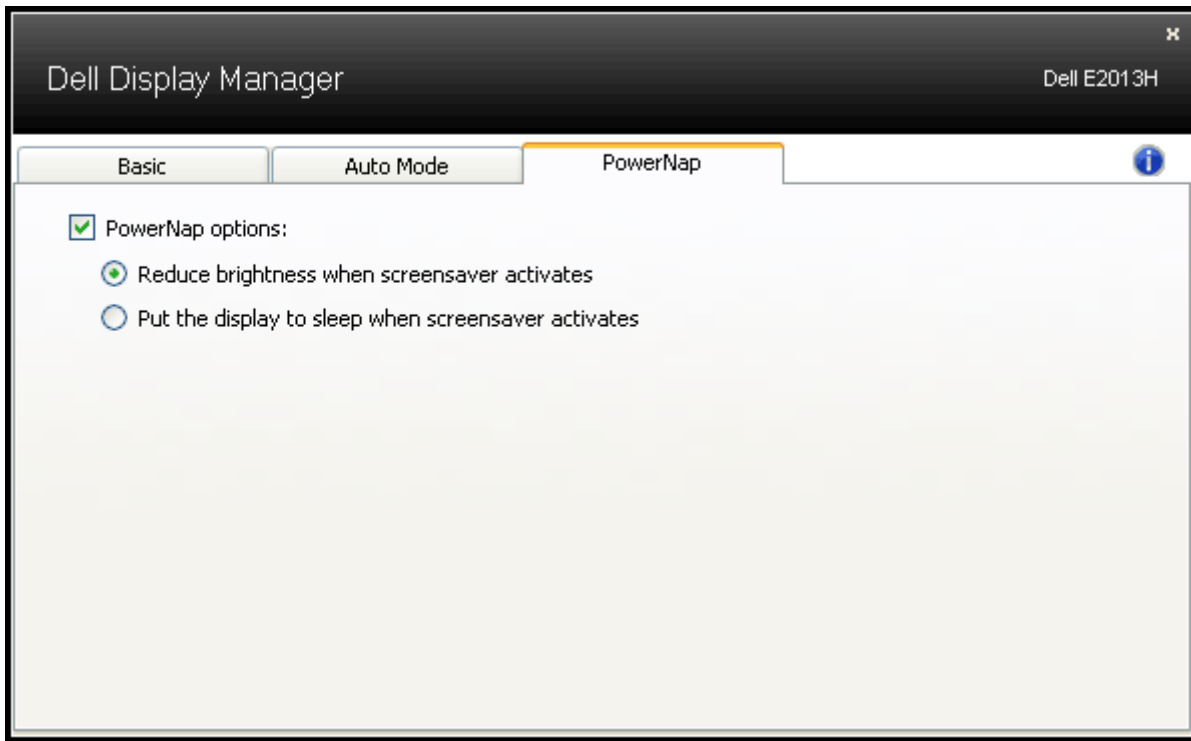 Dell Display Manager
Dell E2013H
Basic
Auto Mode
PowerNap
PowerNap options:
Reduce brightness when screensaver activates
Put the display to sleep when screensaver activates